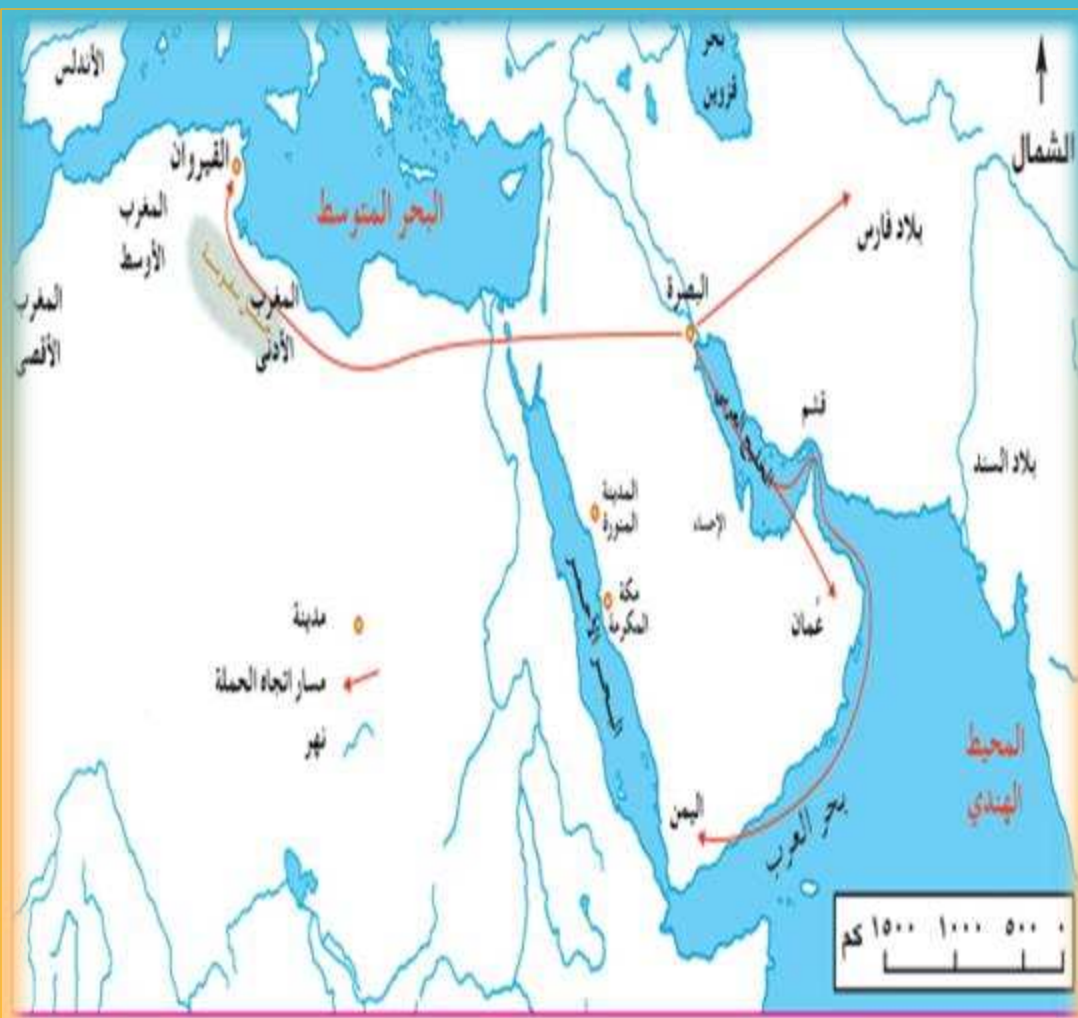 الأندلس
بحر
قزوين
الشمال
القيروان
المغرب
الأوسط
البحر المتوسط
بلاد فارس
المغرب
الأقصى
المغرب
الأدنى
البصرة
قشم
بلاد السند
المدينة
المنورة
الإحساء
مكة
المكرمة
عُمان
مدينة
مسار اتجاه الحملة
نهر
المحيط
الهندي
اليمن
بحر العرب
٠ ٥٠٠ ١٠٠٠ ١٥٠٠ كم